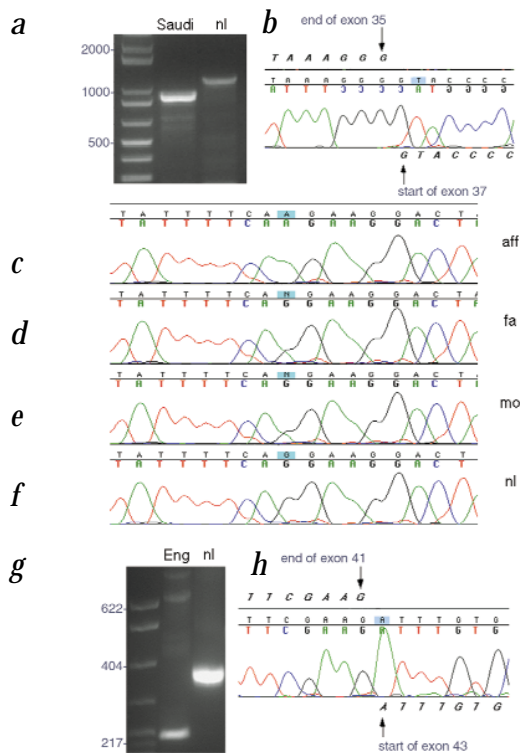 a
Saudi nl
2000
1000
500
b
end of exon 35
T A A A G G G
T A A A G G G G T A C C C C
A T T T G G G G A T G G G G
G T A C C C C
start of exon 37
T A T T T T C A A G A A G G A C T
T A T T T T C A A G A A G G A C T
c
aff
T A T T T T C A N G A A G G A C T A
T A T T T T C A G G A A G G A C T A
d
fa
T A T T T T C A N G A A G G A C T
T A T T T T C A G G A A G G A C T
e
mo
T A T T T T C A G G A A G G A C T
T A T T T T C A G G A A G G A C T
f
nl
g
Eng nl
622
404
217
h
end of exon 41
T T C G A A G
T T C G A A G A T T T G T G
T T C G A A G A T T T G T G
A T T T G T G
start of exon 43